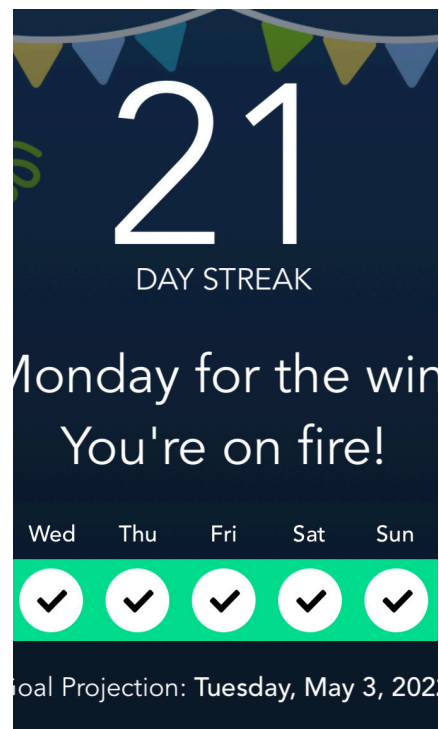 21
DAY STREAK
Monday for the win
You're on fire!
Wed Thu Fri Sat Sun
Goal Projection: Tuesday, May 3, 2022